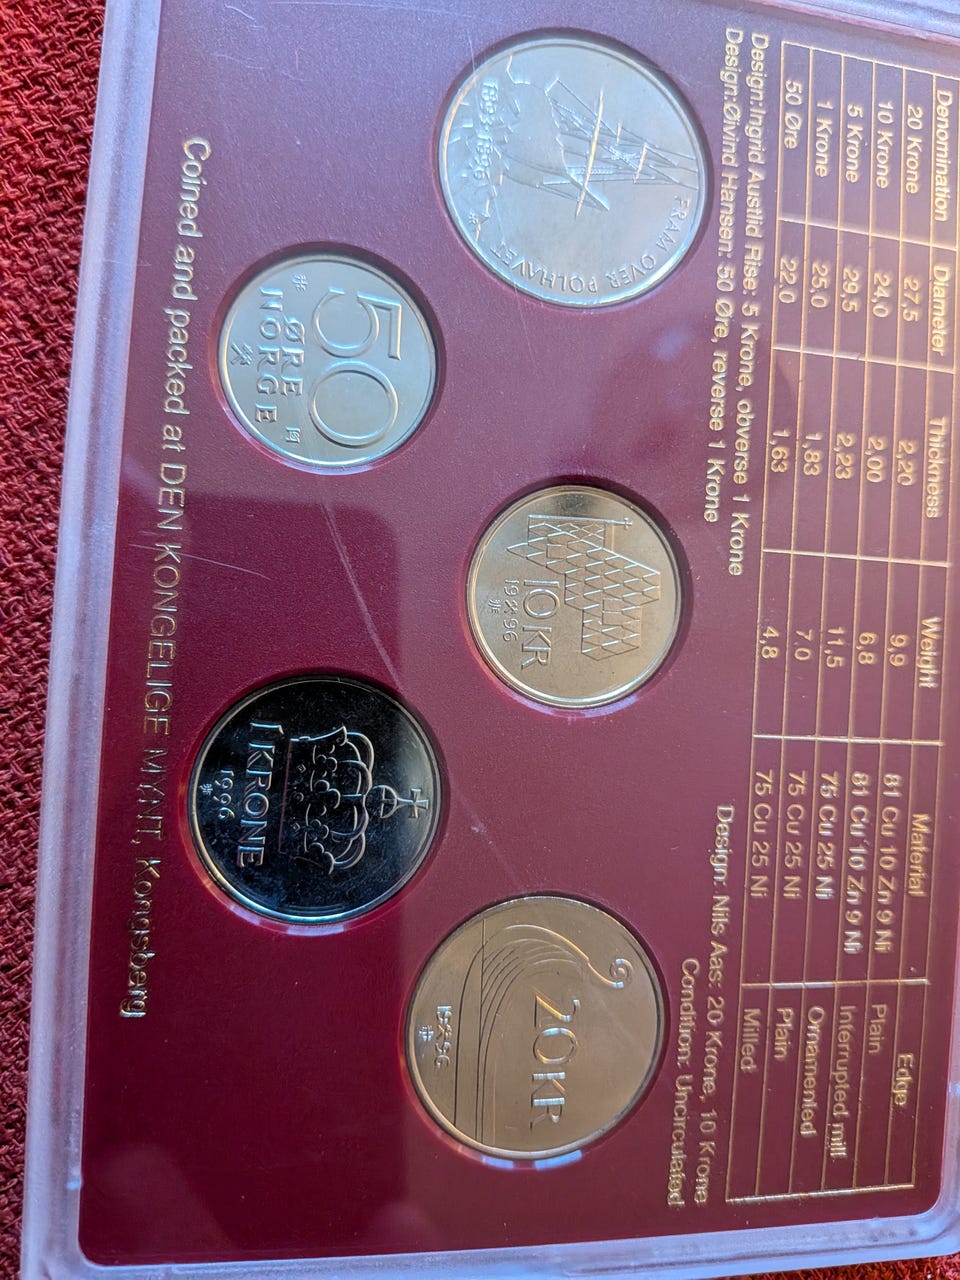 Denomination Diameter Thickness Weight Material Edge
20 Krone 27,5 2,20 9,9 81 Cu 10 Zn 9 Ni Plain
10 Krone 24,0 2,00 6,8 81 Cu 10 Zn 9 Ni Interrupted mill.
5 Krone 29,5 2,23 11,5 75 Cu 25 Ni Ornamented
1 Krone 25,0 1,83 7,0 75 Cu 25 Ni Plain
50 Øre 22,0 1,63 4,8 75 Cu 25 Ni Milled
Design:Ingrid Austlid Rise: 5 Krone, obverse 1 Krone
Design:Øivind Hansen: 50 Øre, reverse 1 Krone
Design: Nils Aas: 20 Krone, 10 Krone
Condition: Uncirculated
FRAM OVER POLHAVET
1893-1896
10 KR
1996
20 KR
1996
50
ØRE
NORGE
1 KRONE
1996
Coined and packed at DEN KONGELIGE MYNT, Kongsberg